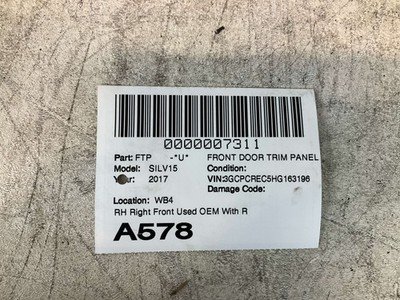 0000007311
Part: FTP -*U* FRONT DOOR TRIM PANEL
Model: SILV15 Condition:
Year: 2017 VIN:3GCPCREC5HG163196
Damage Code:
Location: WB4
RH Right Front Used OEM With R
A578